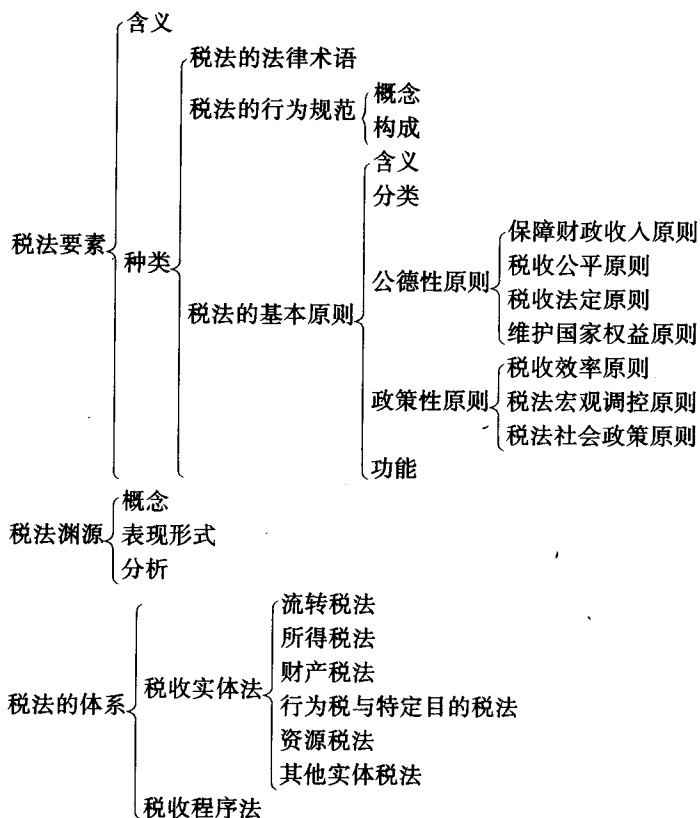 税法要素
含义
种类
税法的法律术语
税法的行为规范
概念
构成
税法的基本原则
含义
分类
公德性原则
保障财政收入原则
税收公平原则
税收法定原则
维护国家权益原则
政策性原则
税收效率原则
税法宏观调控原则
税法社会政策原则
功能
税法渊源
概念
表现形式
分析
税法的体系
税收实体法
流转税法
所得税法
财产税法
行为税与特定目的税法
资源税法
其他实体税法
税收程序法